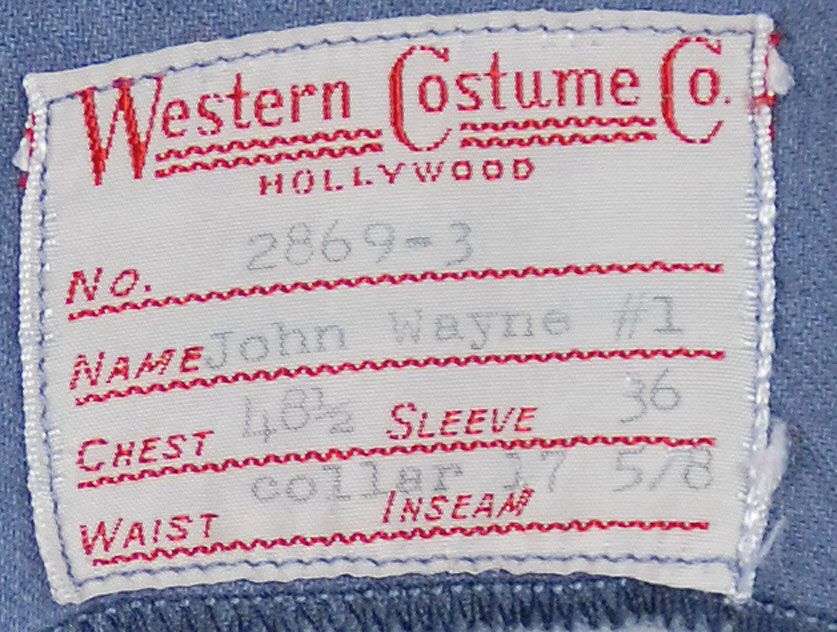 Western Costume Co.
HOLLYWOOD
No. 2869-3
NAME John Wayne #1
CHEST 48½ SLEEVE 36
collar 17 5/8
WAIST INSEAM